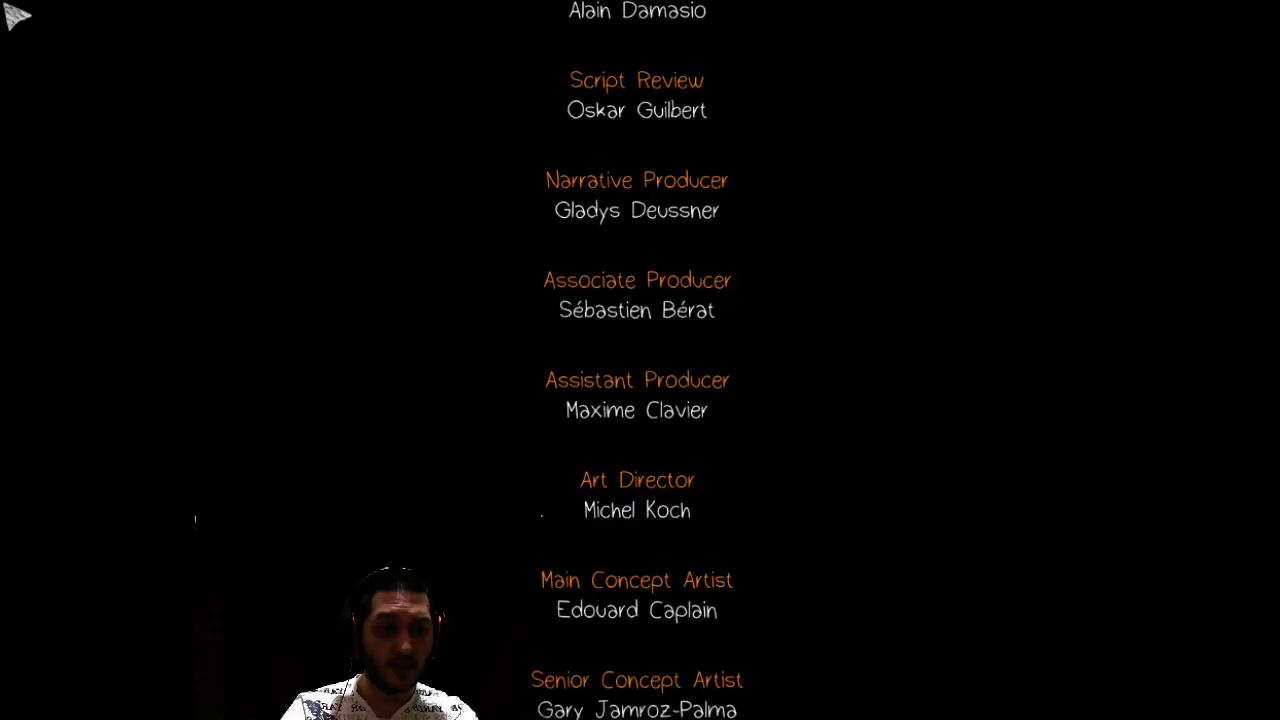 Alain Damasio
Script Review
Oskar Guilbert
Narrative Producer
Gladys Deussner
Associate Producer
Sébastien Bérat
Assistant Producer
Maxime Clavier
Art Director
Michel Koch
Main Concept Artist
Edouard Caplain
Senior Concept Artist
Gary Jamroz-Palma